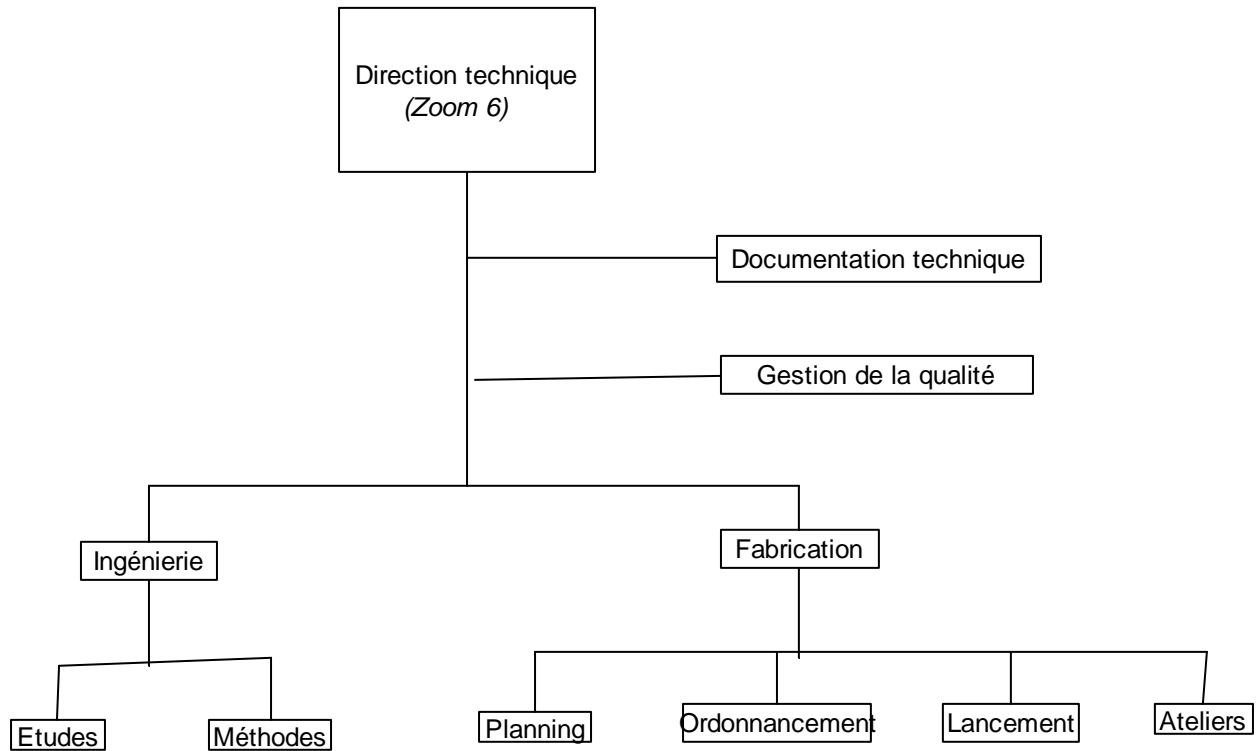 Direction technique
(Zoom 6)
Documentation technique
Gestion de la qualité
Ingénierie
Fabrication
Etudes
Méthodes
Planning
Ordonnancement
Lancement
Ateliers